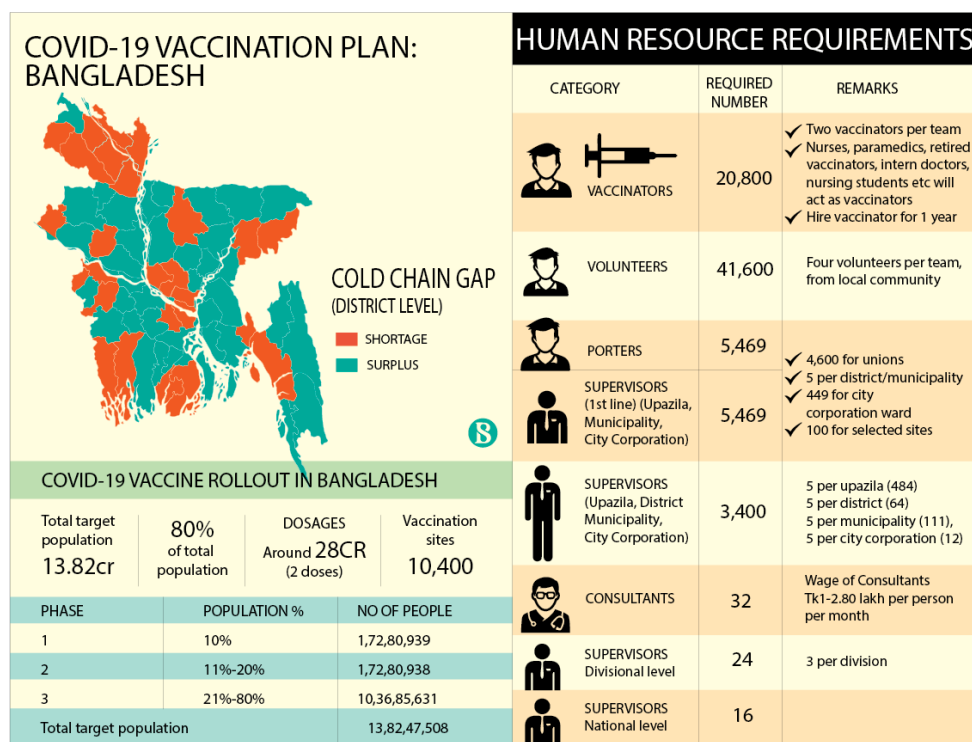 COVID-19 VACCINATION PLAN:
BANGLADESH
COLD CHAIN GAP
(DISTRICT LEVEL)
SHORTAGE
SURPLUS
COVID-19 VACCINE ROLLOUT IN BANGLADESH
Total target
population
13.82cr
80%
of total
population
DOSAGES
Around 28CR
(2 doses)
Vaccination
sites
10,400
PHASE POPULATION % NO OF PEOPLE
1 10% 1,72,80,939
2 11%-20% 1,72,80,938
3 21%-80% 10,36,85,631
Total target population 13,82,47,508
HUMAN RESOURCE REQUIREMENTS
CATEGORY
REQUIRED
NUMBER
REMARKS
VACCINATORS
20,800
Two vaccinators per team
Nurses, paramedics, retired
vaccinators, intern doctors,
nursing students etc will
act as vaccinators
Hire vaccinator for 1 year
VOLUNTEERS
41,600
Four volunteers per team,
from local community
PORTERS
5,469
SUPERVISORS
(1st line) (Upazila,
Municipality,
City Corporation)
5,469
4,600 for unions
5 per district/municipality
449 for city
corporation ward
100 for selected sites
SUPERVISORS
(Upazila, District
Municipality,
City Corporation)
3,400
5 per upazila (484)
5 per district (64)
5 per municipality (111),
5 per city corporation (12)
CONSULTANTS
32
Wage of Consultants
Tk1-2.80 lakh per person
per month
SUPERVISORS
Divisional level
24
3 per division
SUPERVISORS
National level
16